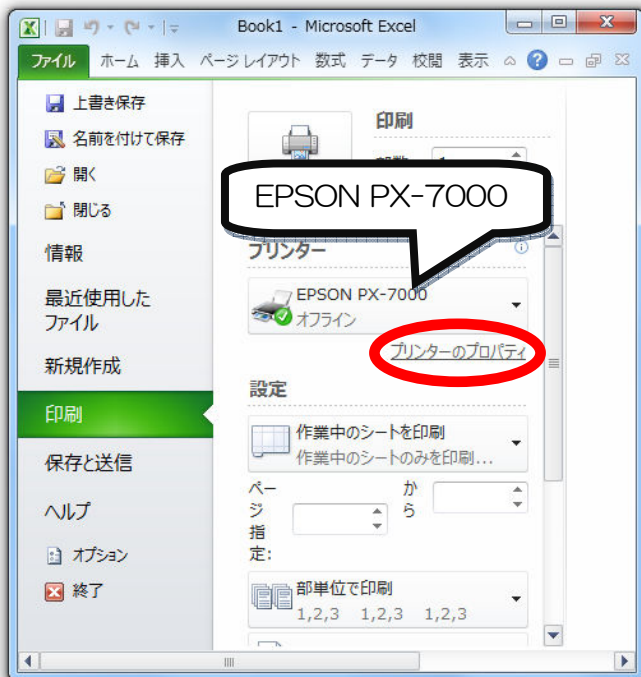 Book1 - Microsoft Excel
ファイル ホーム 挿入 ページ レイアウト 数式 データ 校閲 表示
上書き保存
名前を付けて保存
開く
閉じる
情報
最近使用した
ファイル
新規作成
印刷
保存と送信
ヘルプ
オプション
終了
印刷
EPSON PX-7000
プリンター
EPSON PX-7000
オフライン
プリンターのプロパティ
設定
作業中のシートを印刷
作業中のシートのみを印刷...
ページ指定:
から
部単位で印刷
1,2,3 1,2,3 1,2,3